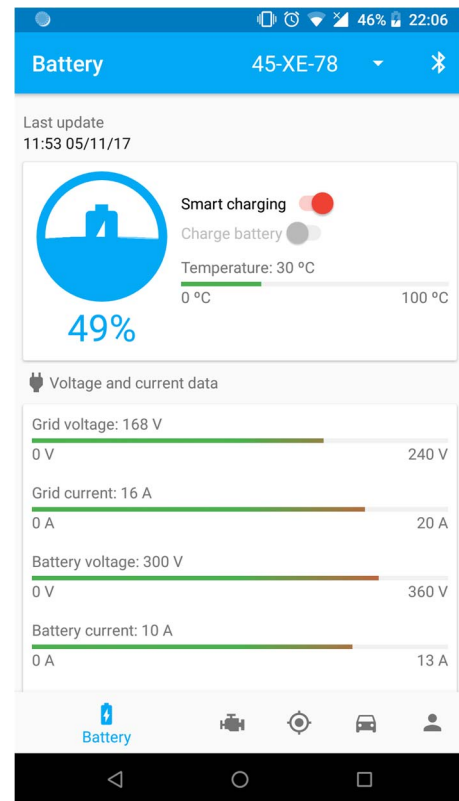 46% 22:06
Battery 45-XE-78
Last update
11:53 05/11/17
Smart charging
Charge battery
Temperature: 30 ºC
0 ºC 100 ºC
49%
Voltage and current data
Grid voltage: 168 V
0 V 240 V
Grid current: 16 A
0 A 20 A
Battery voltage: 300 V
0 V 360 V
Battery current: 10 A
0 A 13 A
Battery